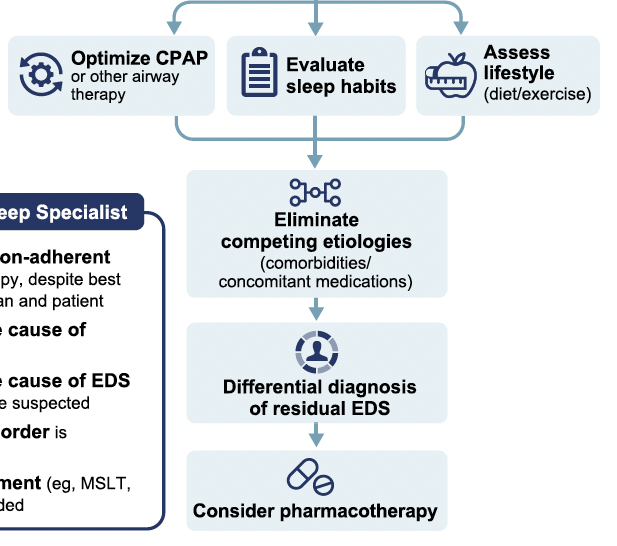 Optimize CPAP
or other airway
therapy
Evaluate
sleep habits
Assess
lifestyle
(diet/exercise)
Eliminate
competing etiologies
(comorbidities/
concomitant medications)
Differential diagnosis
of residual EDS
Consider pharmacotherapy
eep Specialist
on-adherent
py, despite best
an and patient
e cause of
e cause of EDS
e suspected
order is
ment (eg, MSLT,
ded